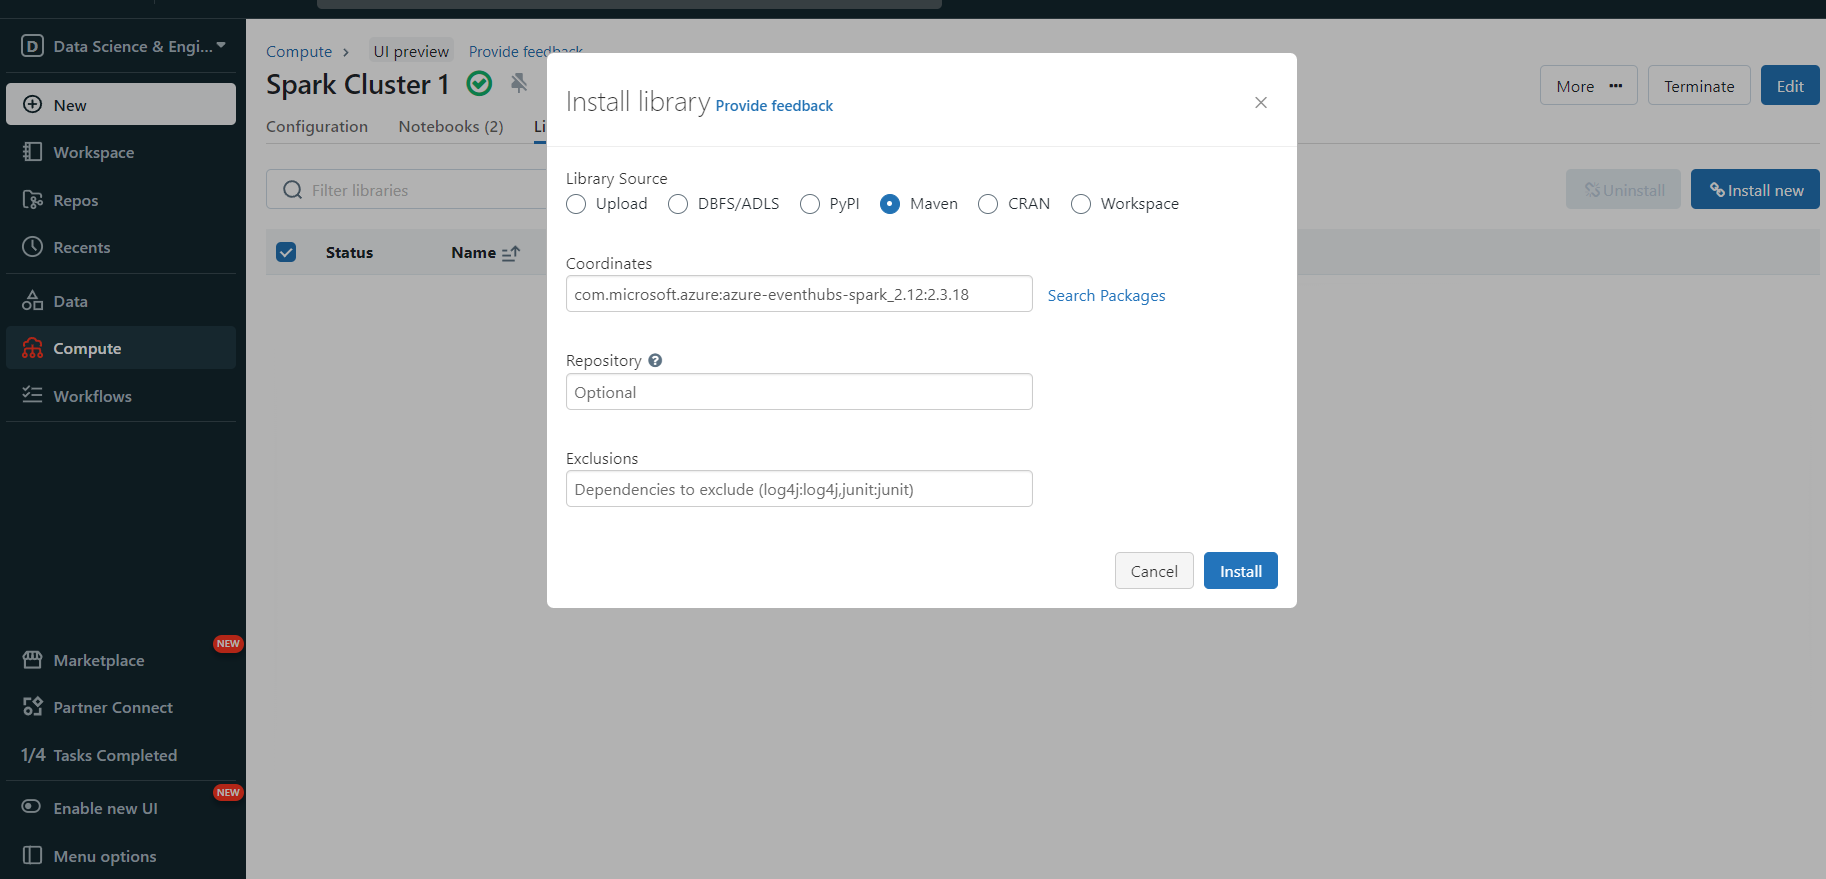 Data Science & Engi...
New
Workspace
Repos
Recents
Data
Compute
Workflows
Marketplace
NEW
Partner Connect
1/4 Tasks Completed
Enable new UI
NEW
Menu options
Compute > UI preview Provide feedback
Spark Cluster 1
More ··· Terminate Edit
Configuration Notebooks (2) Li
Filter libraries
Uninstall Install new
Status Name
Install library Provide feedback
Library Source
Upload DBFS/ADLS PyPI Maven CRAN Workspace
Coordinates
com.microsoft.azure:azure-eventhubs-spark_2.12:2.3.18 Search Packages
Repository ?
Optional
Exclusions
Dependencies to exclude (log4j:log4j,junit:junit)
Cancel Install